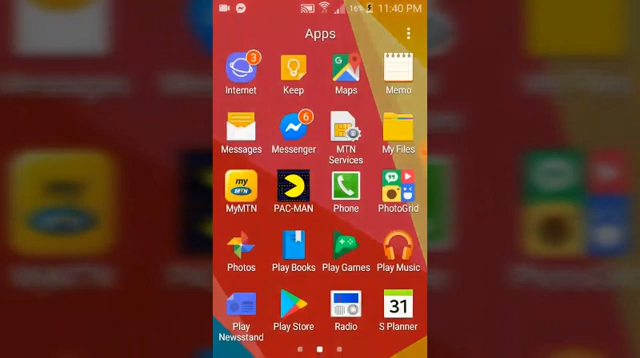 16% 11:40 PM
Apps
3
Internet Keep Maps Memo
6
Messages Messenger MTN Services My Files
my
MTN
MyMTN PAC-MAN Phone PhotoGrid
Photos Play Books Play Games Play Music
31
Play Newsstand Play Store Radio S Planner